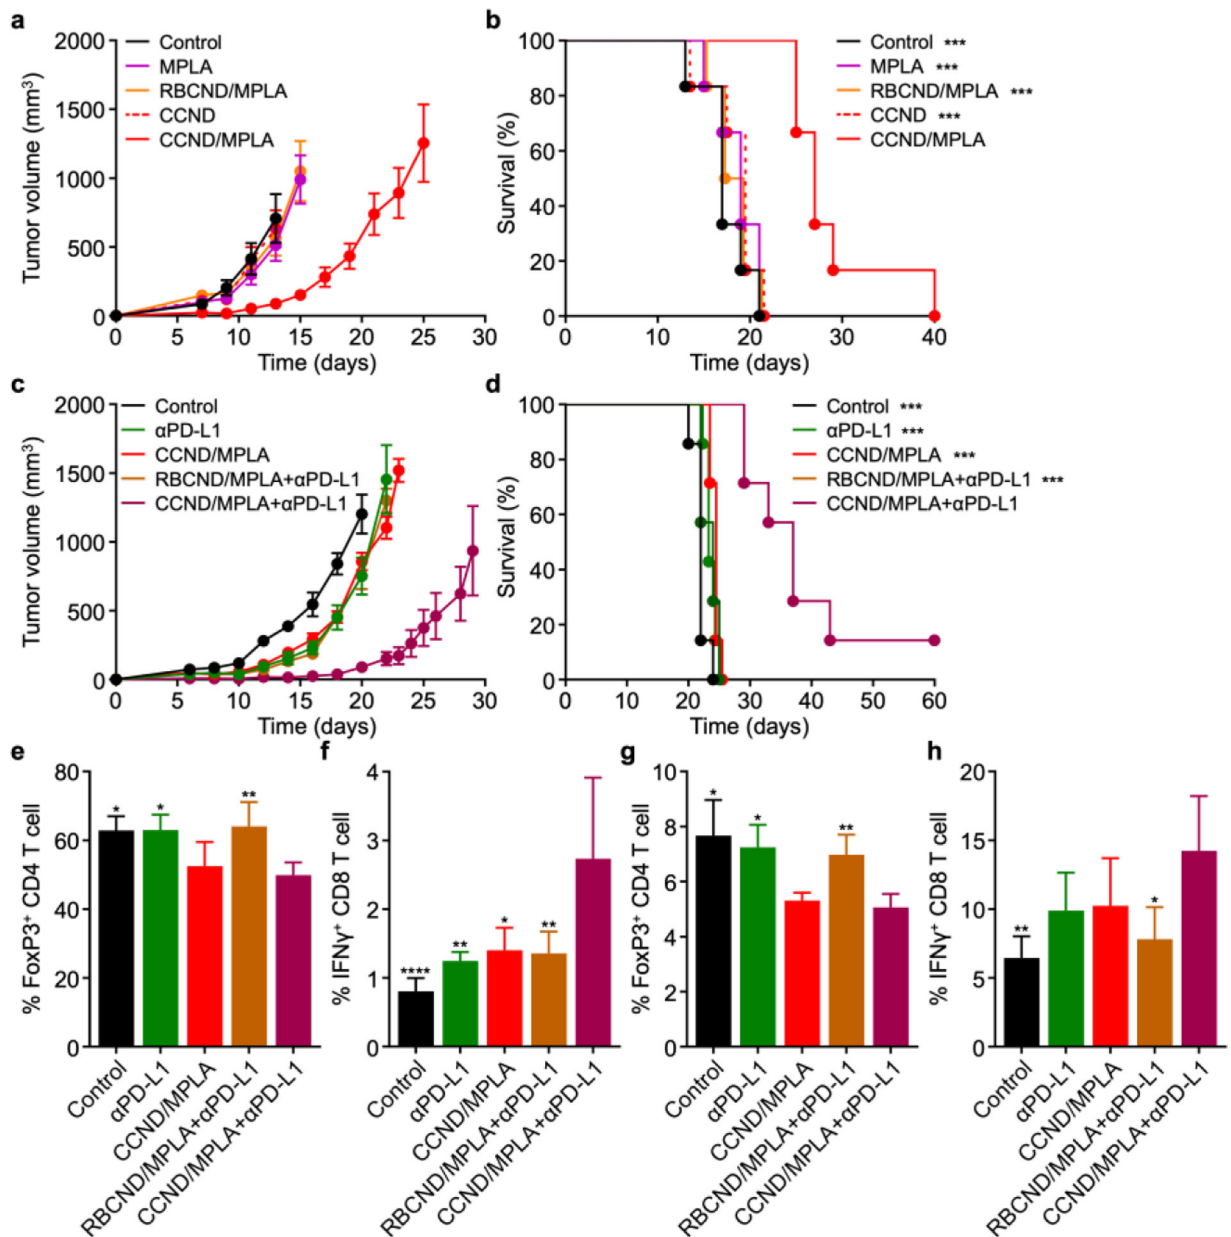 a
2000
1500
1000
500
0
Tumor volume (mm³)
0 5 10 15 20 25 30
Time (days)
Control
MPLA
RBCND/MPLA
CCND
CCND/MPLA
b
100
80
60
40
20
0
Survival (%)
0 10 20 30 40
Time (days)
Control ***
MPLA ***
RBCND/MPLA ***
CCND ***
CCND/MPLA
c
2000
1500
1000
500
0
Tumor volume (mm³)
0 5 10 15 20 25 30
Time (days)
Control
αPD-L1
CCND/MPLA
RBCND/MPLA+αPD-L1
CCND/MPLA+αPD-L1
d
100
80
60
40
20
0
Survival (%)
0 10 20 30 40 50 60
Time (days)
Control ***
αPD-L1 ***
CCND/MPLA ***
RBCND/MPLA+αPD-L1 ***
CCND/MPLA+αPD-L1
e
80
60
40
20
0
% FoxP3⁺ CD4 T cell
* * **
Control
αPD-L1
CCND/MPLA
RBCND/MPLA+αPD-L1
CCND/MPLA+αPD-L1
f
4
3
2
1
0
% IFNγ⁺ CD8 T cell
**** ** * **
Control
αPD-L1
CCND/MPLA
RBCND/MPLA+αPD-L1
CCND/MPLA+αPD-L1
g
10
8
6
4
2
0
% FoxP3⁺ CD4 T cell
* * **
Control
αPD-L1
CCND/MPLA
RBCND/MPLA+αPD-L1
CCND/MPLA+αPD-L1
h
20
15
10
5
0
% IFNγ⁺ CD8 T cell
** *
Control
αPD-L1
CCND/MPLA
RBCND/MPLA+αPD-L1
CCND/MPLA+αPD-L1